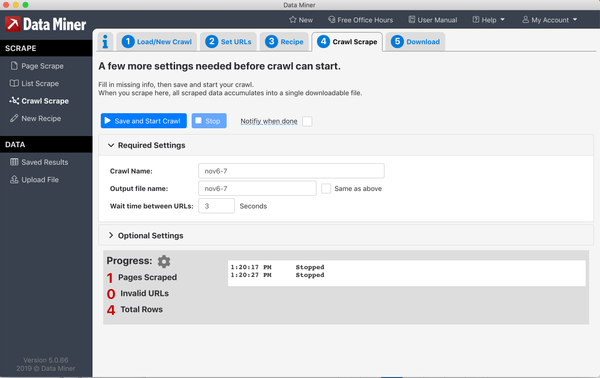 Data Miner
Data Miner
New
Free Office Hours
User Manual
Help
My Account
SCRAPE
Page Scrape
List Scrape
Crawl Scrape
New Recipe
DATA
Saved Results
Upload File
Version 5.0.66
2019 © Data Miner
i
1 Load/New Crawl
2 Set URLs
3 Recipe
4 Crawl Scrape
5 Download
A few more settings needed before crawl can start.
Fill in missing info, then save and start your crawl.
When you scrape here, all scraped data accumulates into a single downloadable file.
Save and Start Crawl
Stop
Notifiy when done
Required Settings
Crawl Name: nov6-7
Output file name: nov6-7 Same as above
Wait time between URLs: 3 Seconds
Optional Settings
Progress:
1 Pages Scraped
0 Invalid URLs
4 Total Rows
1:20:17 PM Stopped
1:20:27 PM Stopped